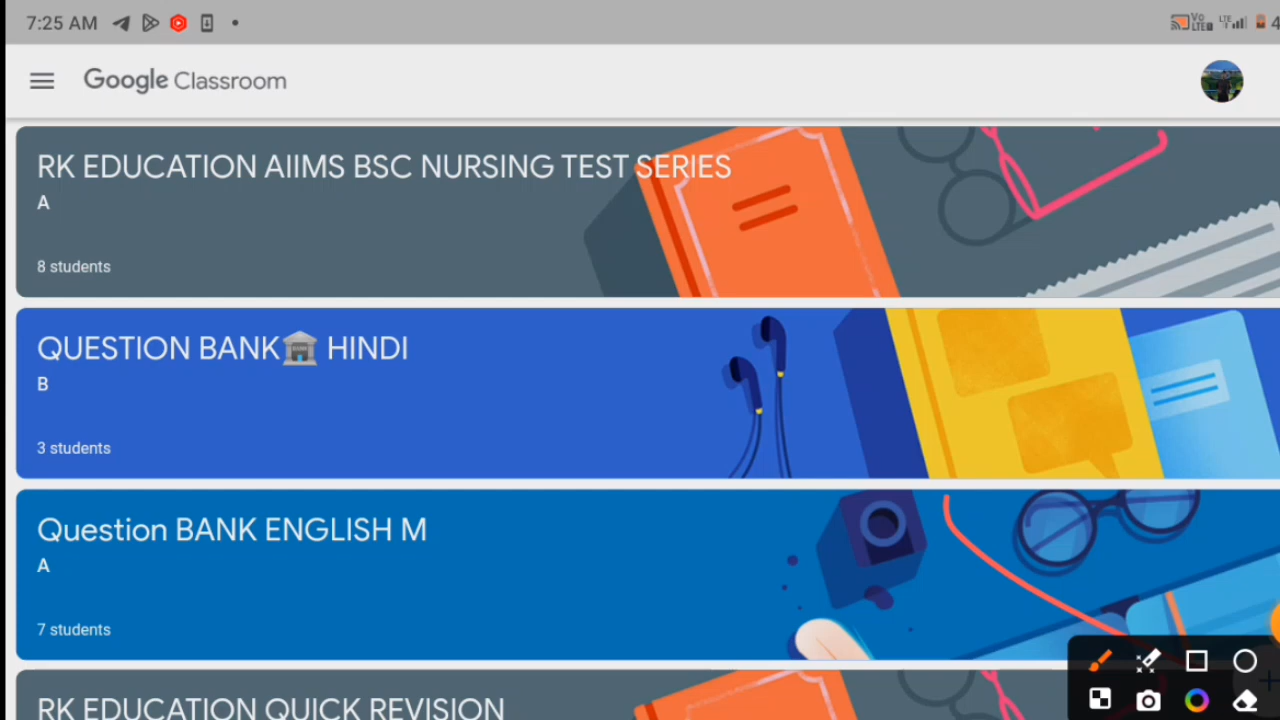 7:25 AM
Google Classroom
RK EDUCATION AIIMS BSC NURSING TEST SERIES
A
8 students
QUESTION BANK🏛 HINDI
B
3 students
Question BANK ENGLISH M
A
7 students
RK EDUCATION QUICK REVISION